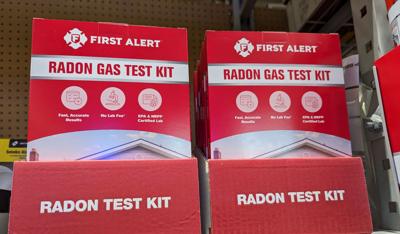 FIRST ALERT
RADON GAS TEST KIT
Fast, Accurate
Results
No Lab Fee*
EPA & NRPP
Certified Lab
RADON TEST KIT
FIRST ALERT
RADON GAS TEST KIT
Fast, Accurate
Results
No Lab Fee*
EPA & NRPP
Certified Lab
RADON TEST KIT